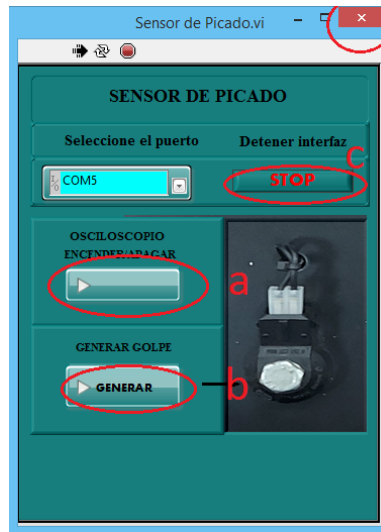 Sensor de Picado.vi
SENSOR DE PICADO
Seleccione el puerto
Detener interfaz
C
I/O COM5
STOP
OSCILOSCOPIO
ENCENDER/APAGAR
a
GENERAR GOLPE
GENERAR
b